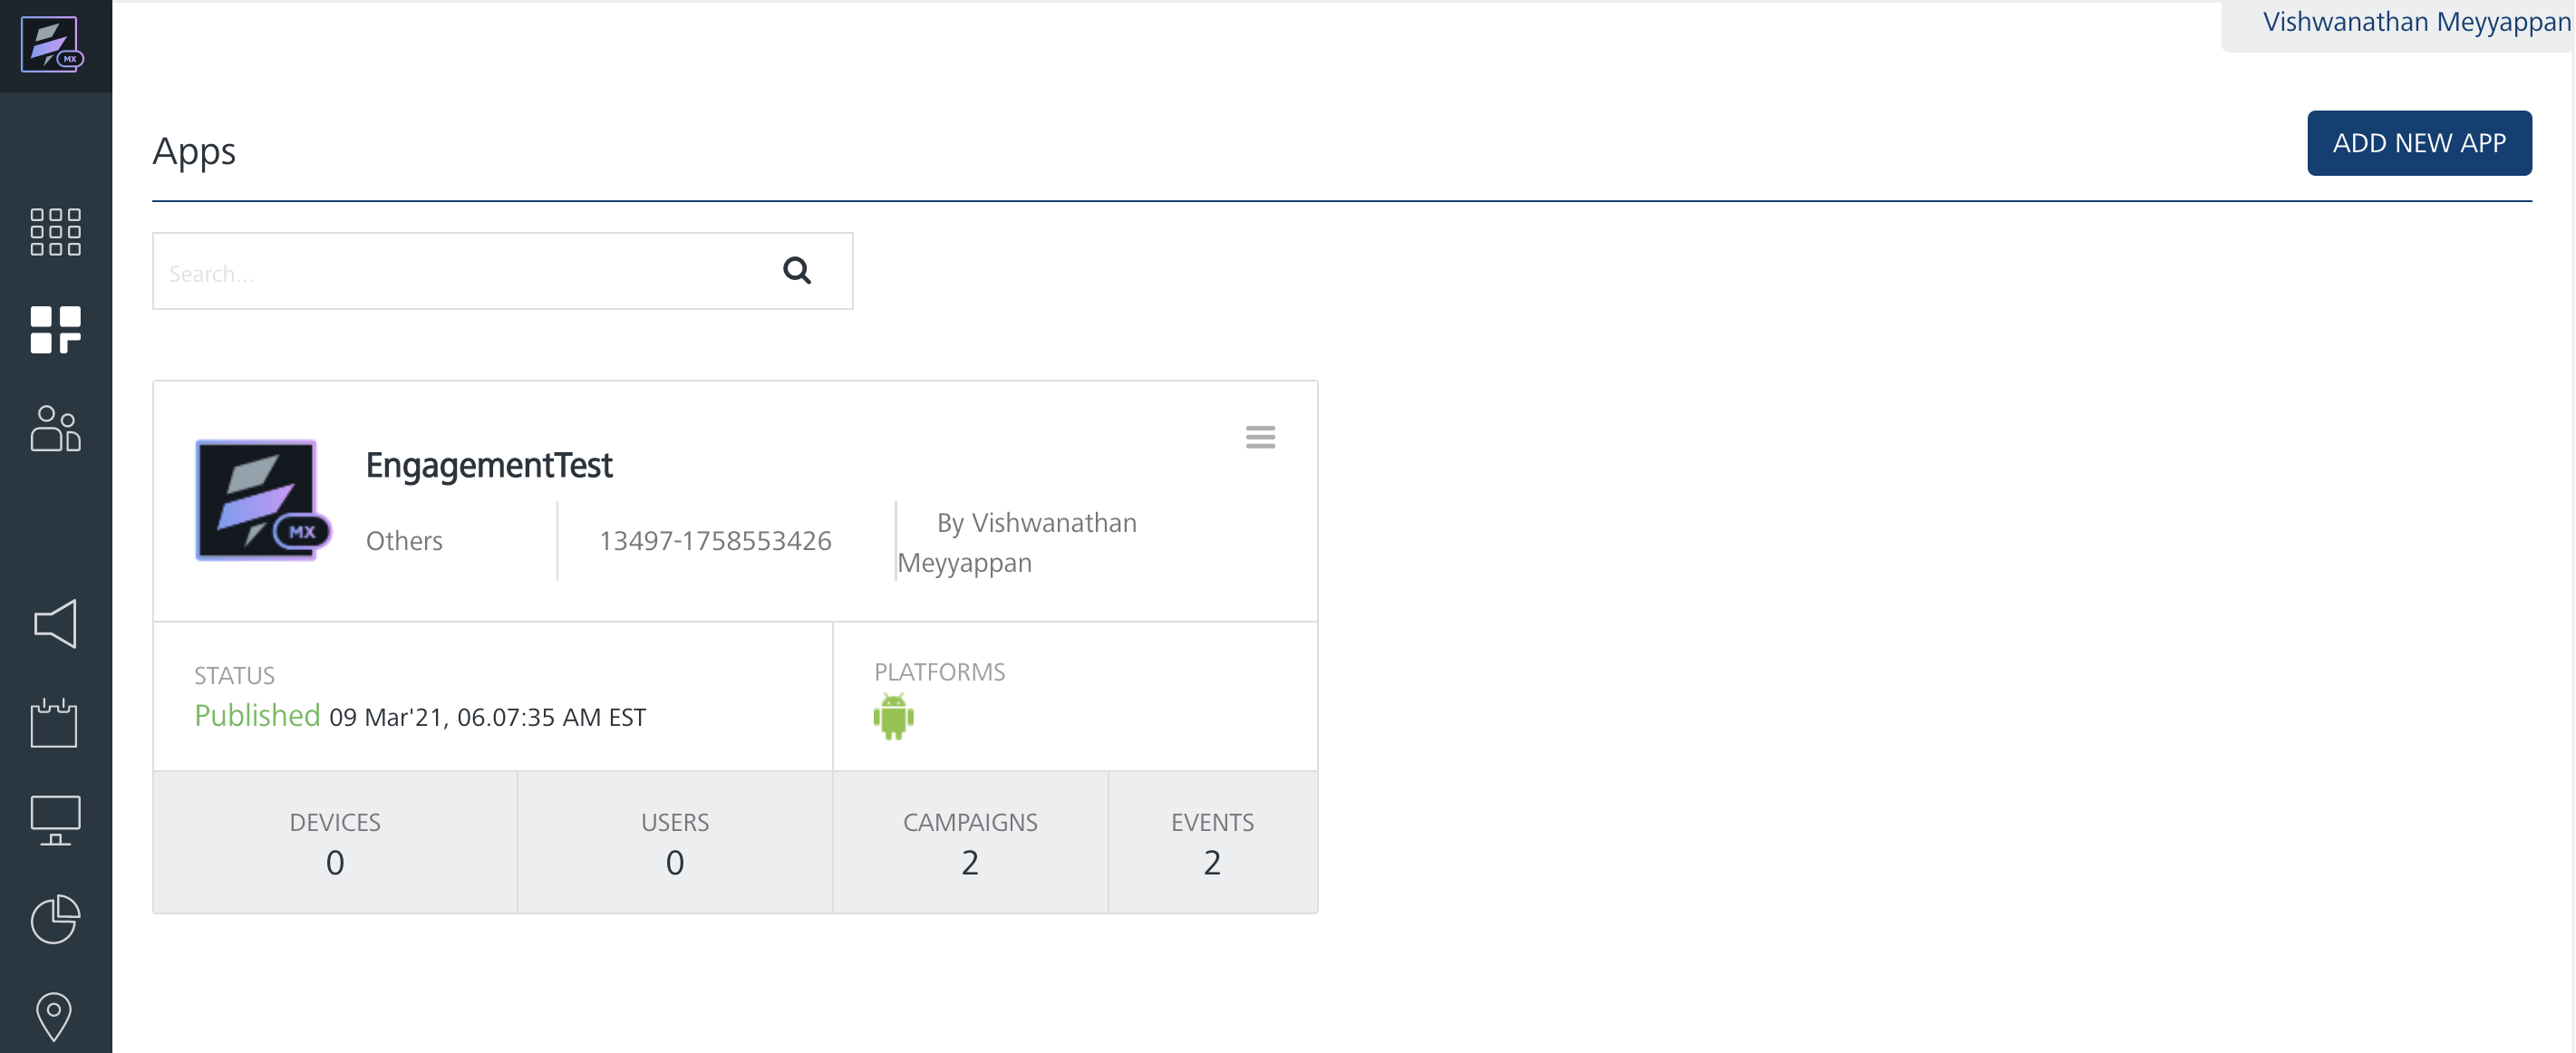 MX
Vishwanathan Meyyappan
Apps
ADD NEW APP
Search...
EngagementTest
MX
Others
13497-1758553426
By Vishwanathan
Meyyappan
STATUS
Published 09 Mar'21, 06.07:35 AM EST
PLATFORMS
DEVICES
0
USERS
0
CAMPAIGNS
2
EVENTS
2